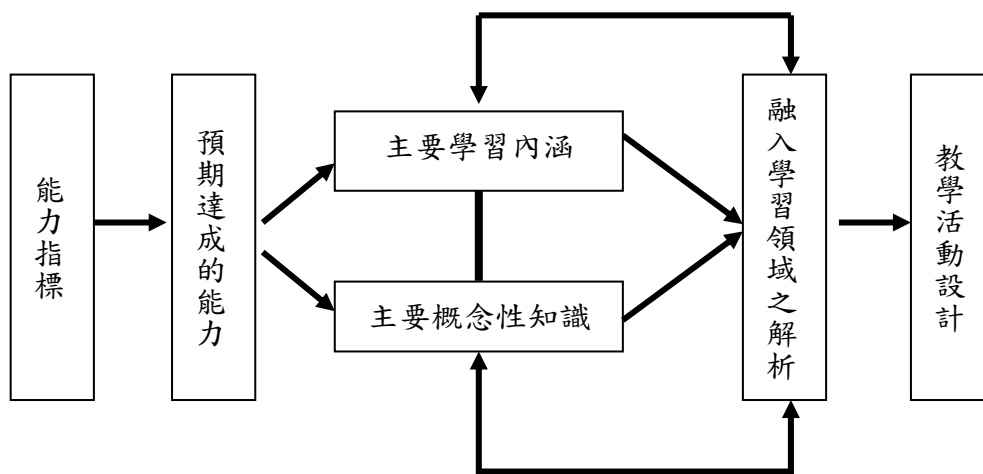 能力指標
預期達成的能力
主要學習內涵
主要概念性知識
融入學習領域之解析
教學活動設計